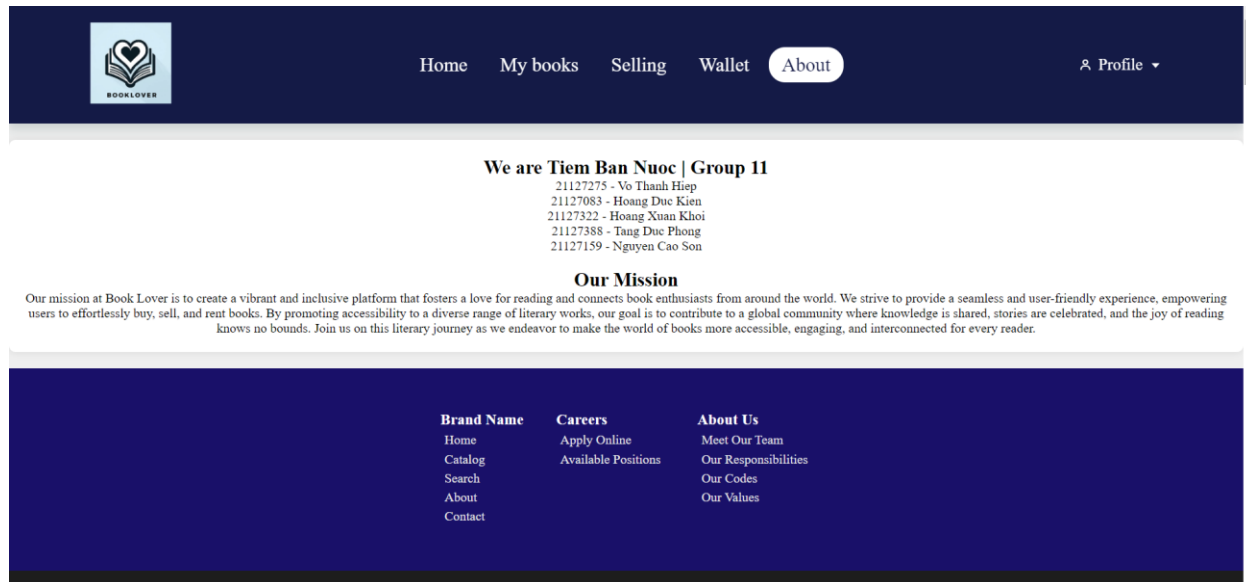 BOOKLOVER
Home My books Selling Wallet About Profile
We are Tiem Ban Nuoc | Group 11
21127275 - Vo Thanh Hiep
21127083 - Hoang Duc Kien
21127322 - Hoang Xuan Khoi
21127388 - Tang Duc Phong
21127159 - Nguyen Cao Son
Our Mission
Our mission at Book Lover is to create a vibrant and inclusive platform that fosters a love for reading and connects book enthusiasts from around the world. We strive to provide a seamless and user-friendly experience, empowering
users to effortlessly buy, sell, and rent books. By promoting accessibility to a diverse range of literary works, our goal is to contribute to a global community where knowledge is shared, stories are celebrated, and the joy of reading
knows no bounds. Join us on this literary journey as we endeavor to make the world of books more accessible, engaging, and interconnected for every reader.
Brand Name
Home
Catalog
Search
About
Contact
Careers
Apply Online
Available Positions
About Us
Meet Our Team
Our Responsibilities
Our Codes
Our Values